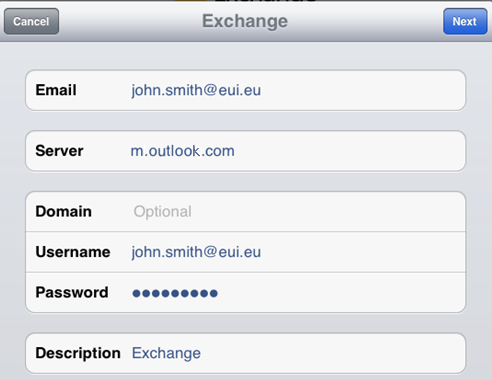 Cancel Exchange Next
Email john.smith@eui.eu
Server m.outlook.com
Domain Optional
Username john.smith@eui.eu
Password ●●●●●●●●●
Description Exchange